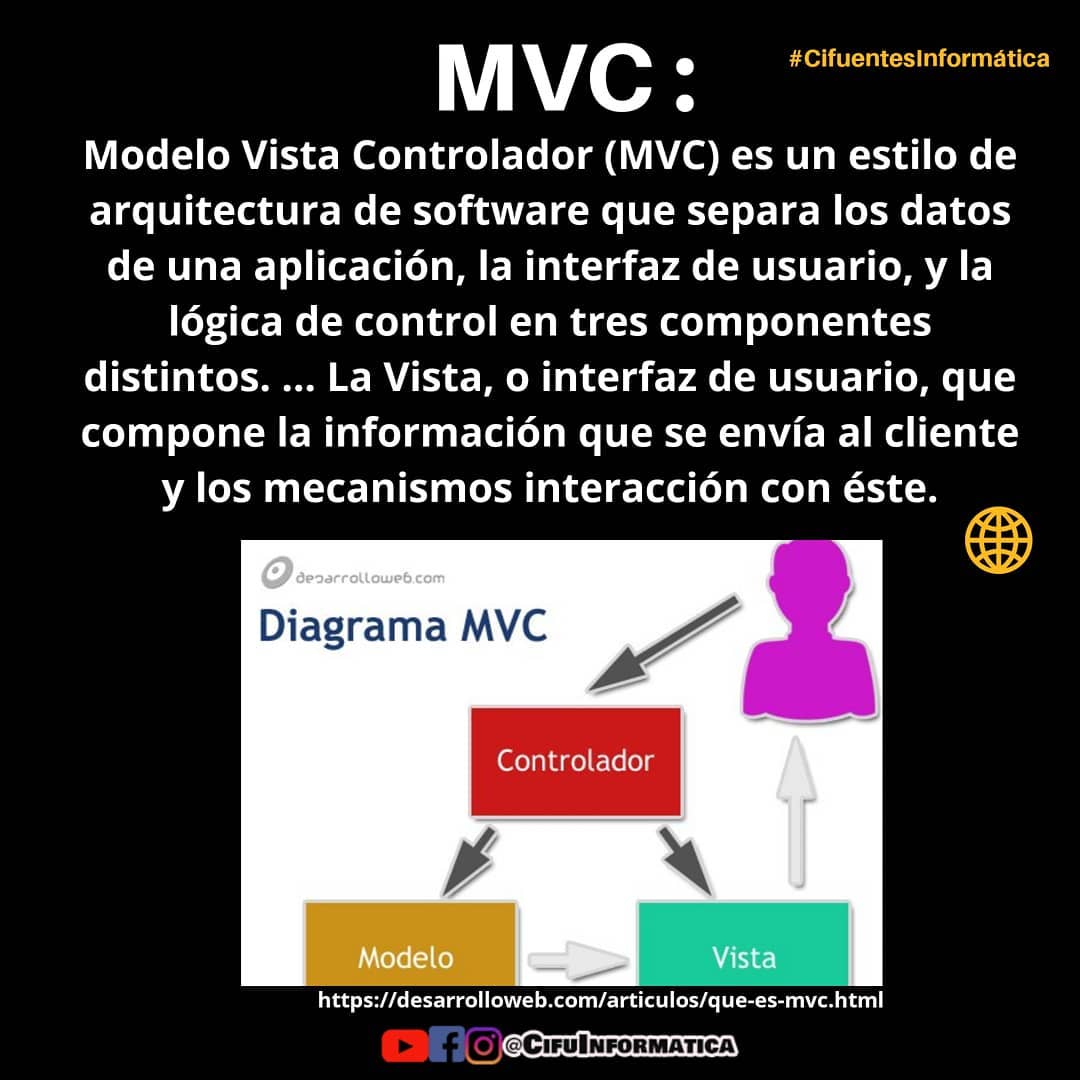 MVC:
#CifuentesInformática
Modelo Vista Controlador (MVC) es un estilo de
arquitectura de software que separa los datos
de una aplicación, la interfaz de usuario, y la
lógica de control en tres componentes
distintos. ... La Vista, o interfaz de usuario, que
compone la información que se envía al cliente
y los mecanismos interacción con éste.
desarrolloweb.com
Diagrama MVC
Controlador
Modelo
Vista
https://desarrolloweb.com/articulos/que-es-mvc.html
@CifuInformatica